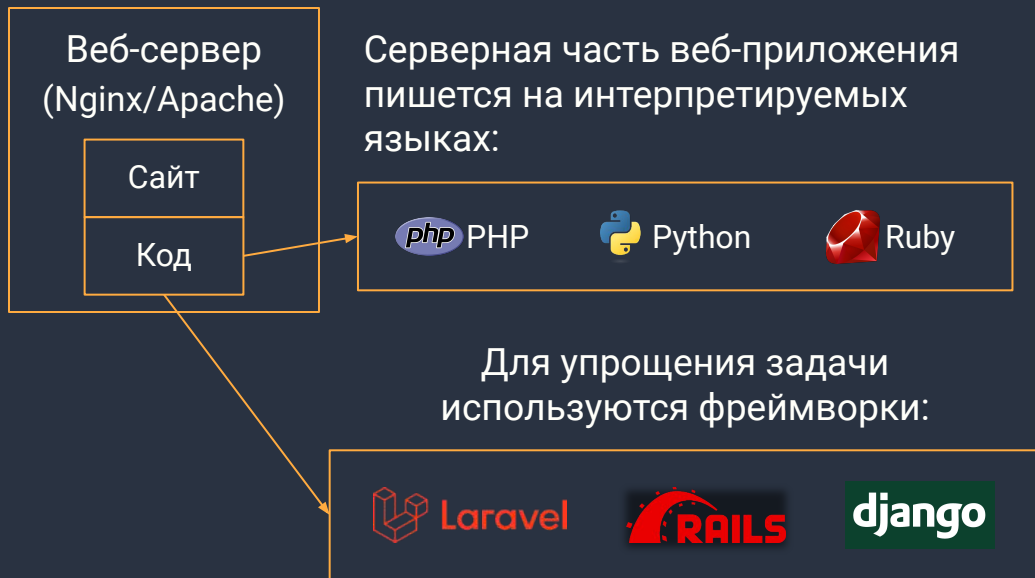 Веб-сервер
(Nginx/Apache)
Сайт
Код
Серверная часть веб-приложения
пишется на интерпретируемых
языках:
php PHP
Python
Ruby
Для упрощения задачи
используются фреймворки:
Laravel
RAILS
django